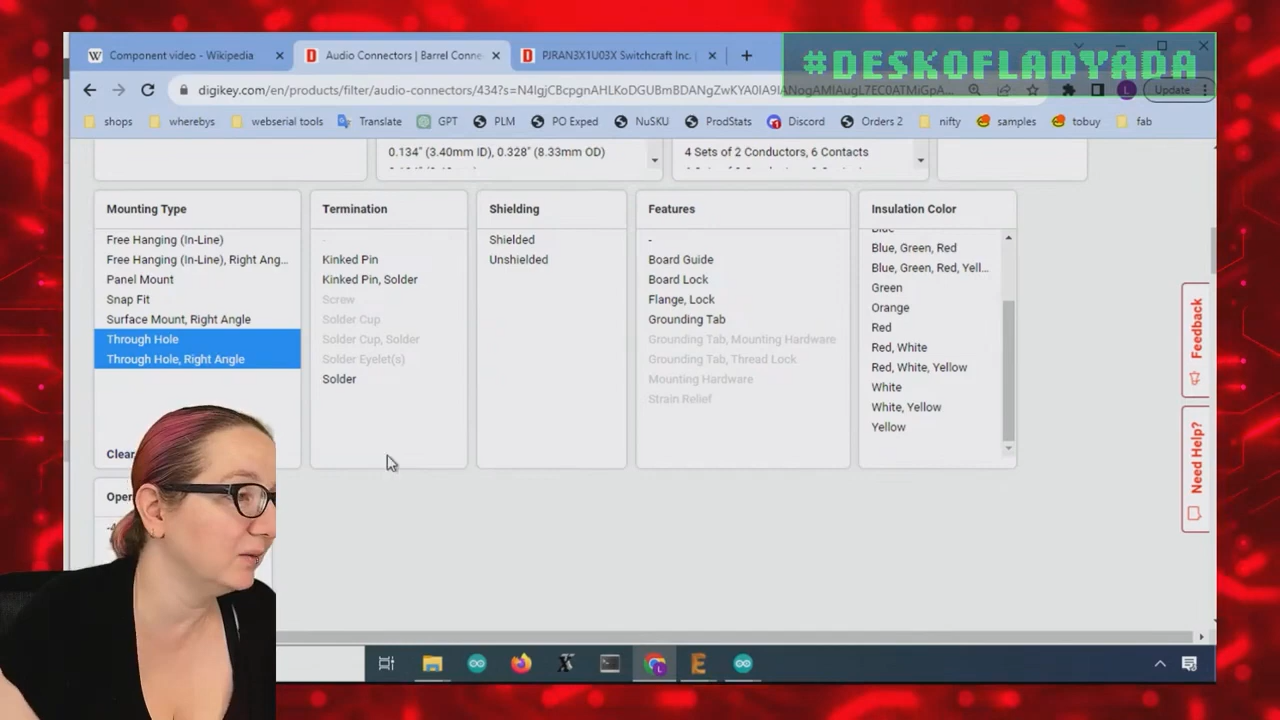 #DESKOFLADYADA
Component video - Wikipedia
Audio Connectors | Barrel Conne
PJRAN3X1U03X Switchcraft Inc. |
digikey.com/en/products/filter/audio-connectors/434?s=N4IgjCBcpgnAHLKoDGUBmBDANgZwKYA0IA9lANogAMIAugL7EC0ATMiGpA...
Update
shops
wherebys
webserial tools
Translate
GPT
PLM
PO Exped
NuSKU
ProdStats
Discord
Orders 2
nifty
samples
tobuy
fab
0.134" (3.40mm ID), 0.328" (8.33mm OD)
4 Sets of 2 Conductors, 6 Contacts
Mounting Type
Free Hanging (In-Line)
Free Hanging (In-Line), Right Ang...
Panel Mount
Snap Fit
Surface Mount, Right Angle
Through Hole
Through Hole, Right Angle
Clear
Termination
-
Kinked Pin
Kinked Pin, Solder
Screw
Solder Cup
Solder Cup, Solder
Solder Eyelet(s)
Solder
Shielding
Shielded
Unshielded
Features
-
Board Guide
Board Lock
Flange, Lock
Grounding Tab
Grounding Tab, Mounting Hardware
Grounding Tab, Thread Lock
Mounting Hardware
Strain Relief
Insulation Color
Blue
Blue, Green, Red
Blue, Green, Red, Yell...
Green
Orange
Red
Red, White
Red, White, Yellow
White
White, Yellow
Yellow
Oper
Feedback
Need Help?